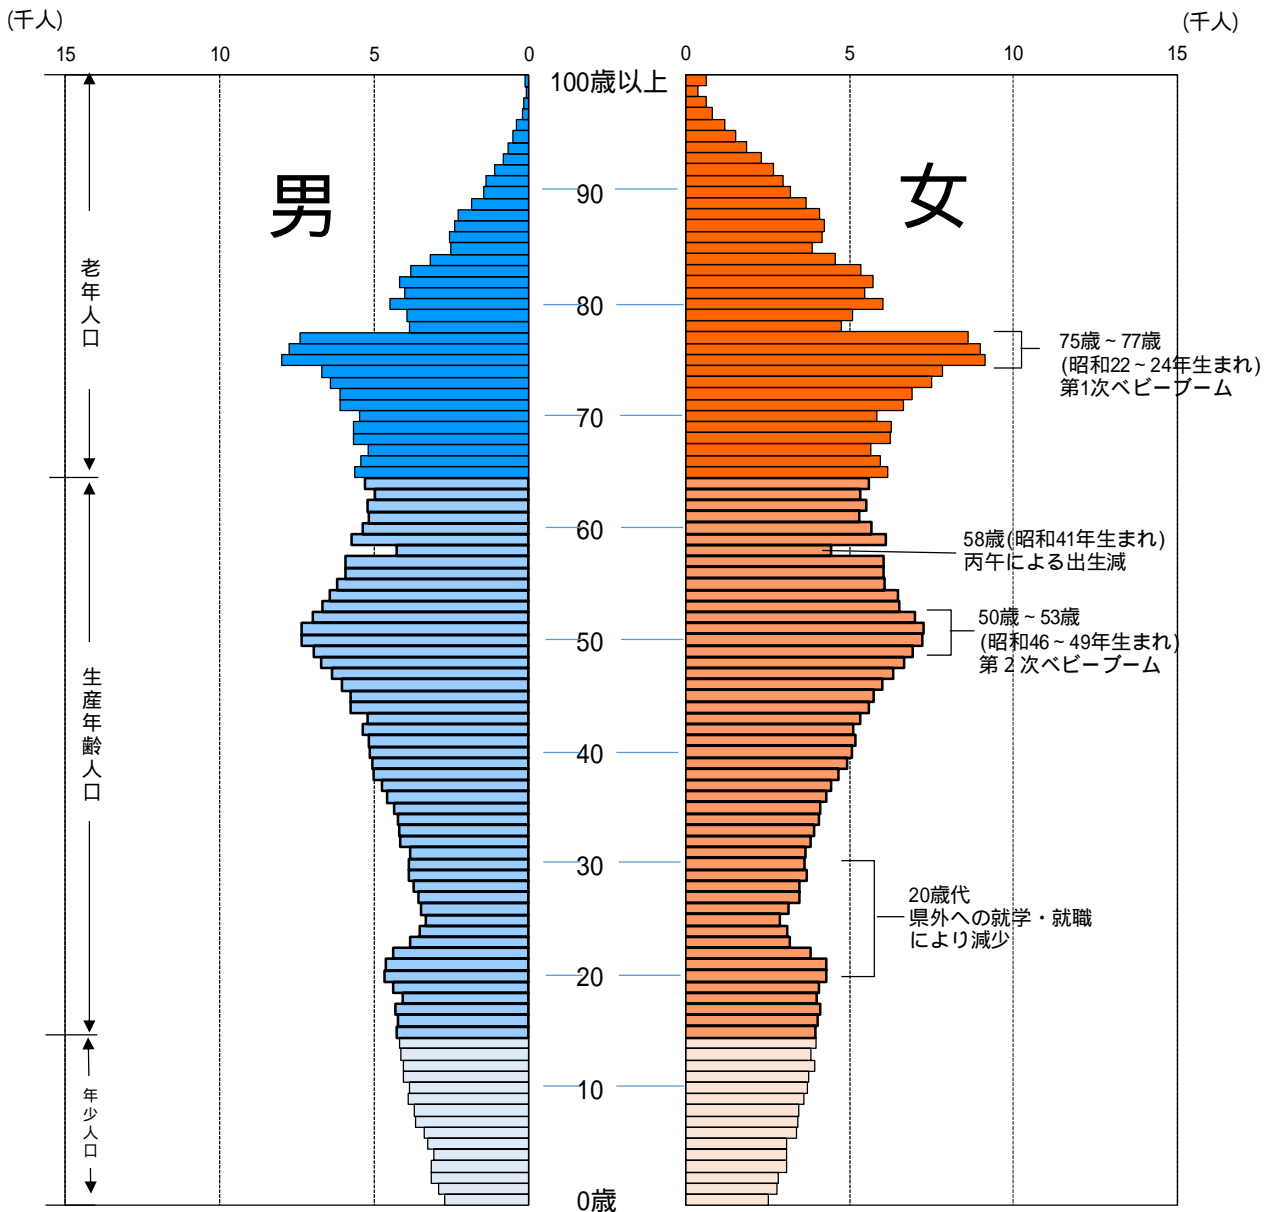 (千人)
(千人)
15
10
5
0
0
5
10
15
100歳以上
男
女
90
老年人口
80
75歳~77歳
(昭和22~24年生まれ)
第1次ベビーブーム
70
60
58歳(昭和41年生まれ)
丙午による出生減
50歳~53歳
(昭和46~49年生まれ)
第2次ベビーブーム
50
生産年齢人口
40
30
20歳代
県外への就学・就職
により減少
20
10
年少人口
0歳